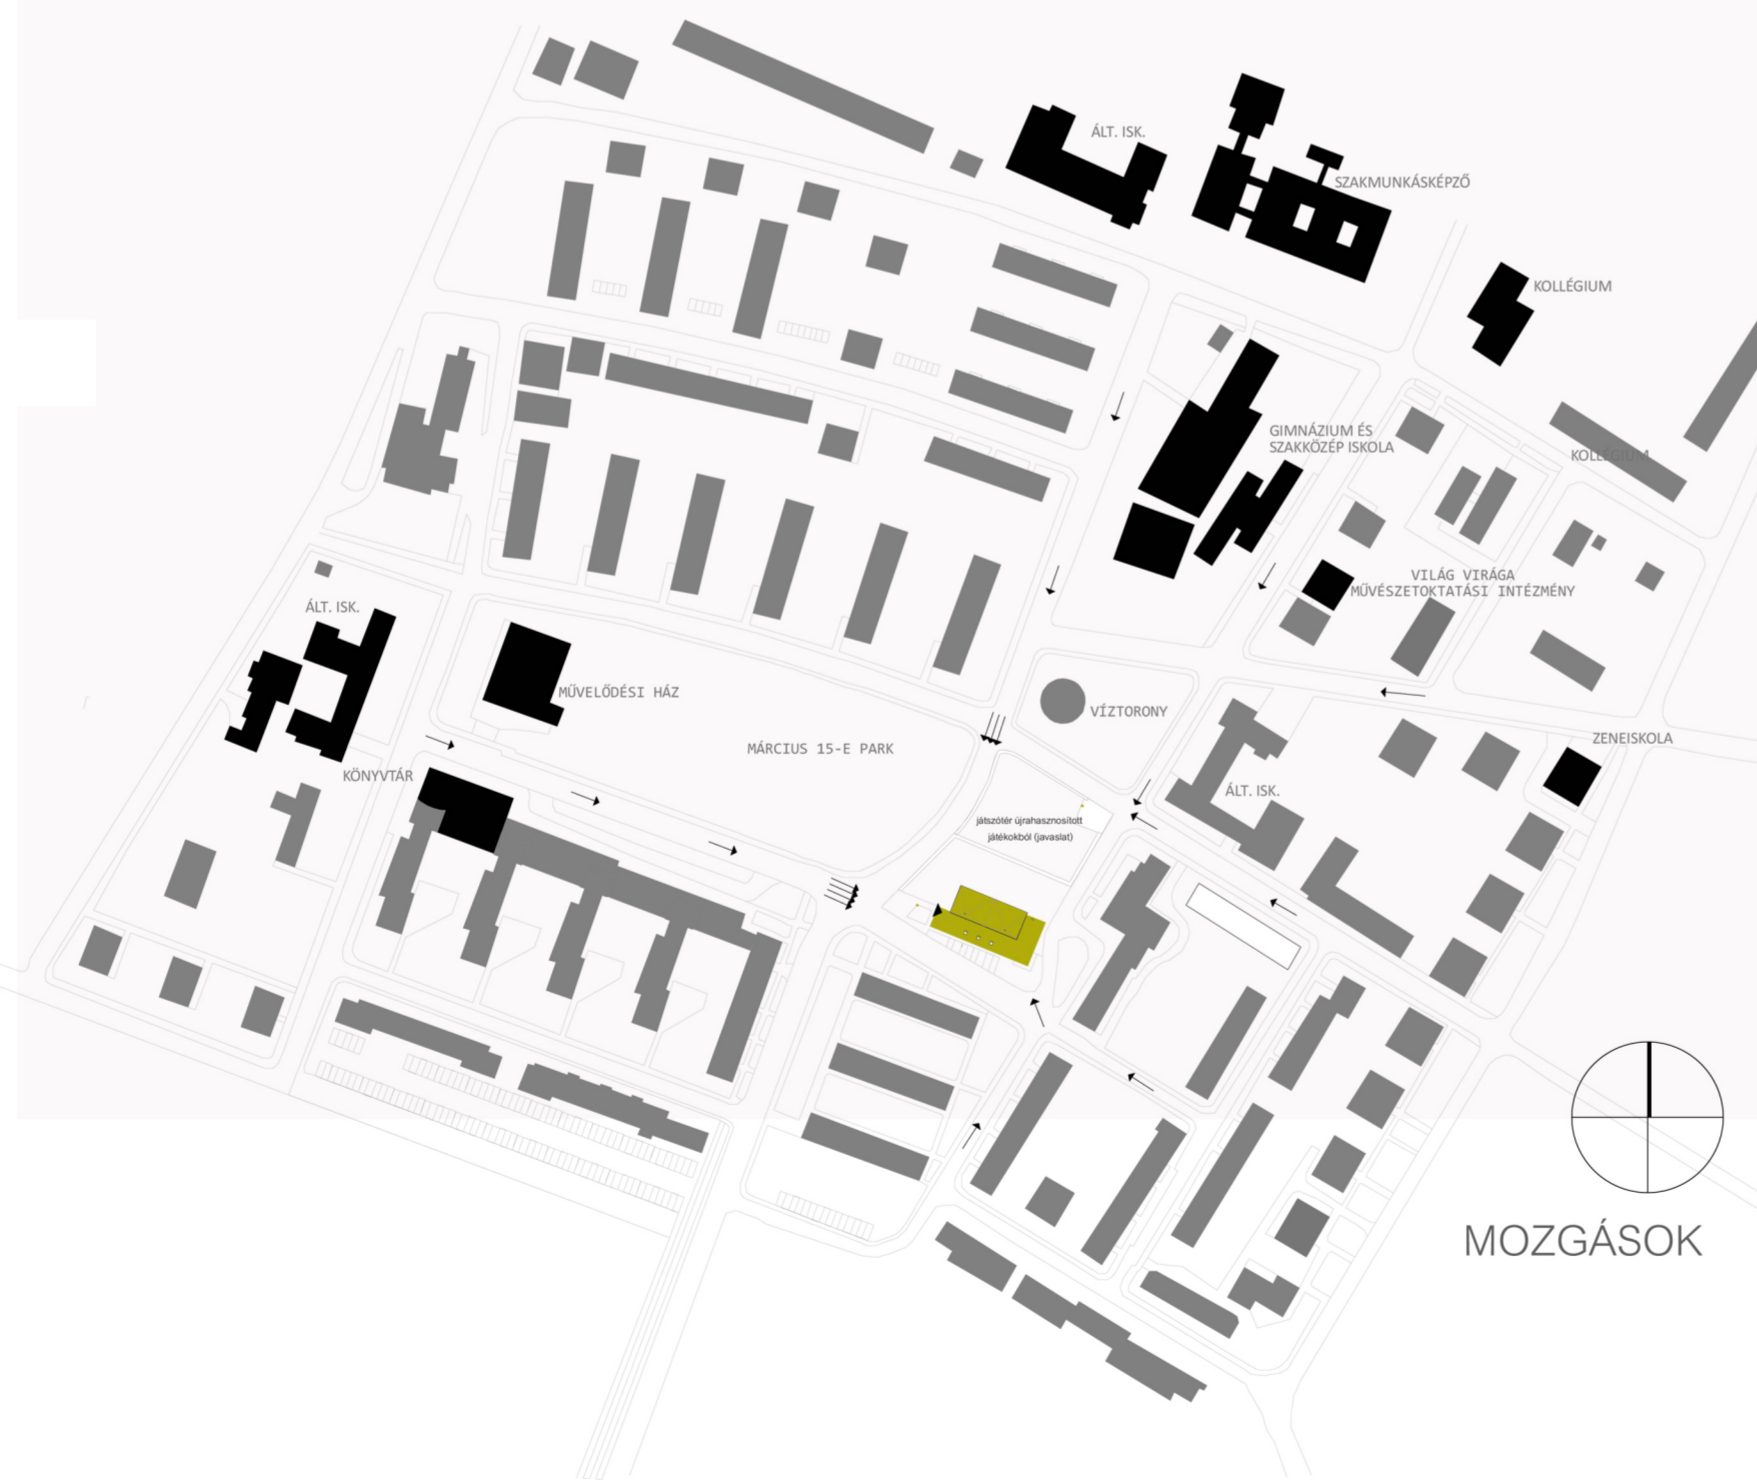 ÁLT. ISK.
SZAKMUNKÁSKÉPZŐ
KOLLÉGIUM
GIMNÁZIUM ÉS
SZAKKÖZÉP ISKOLA
KOLLÉGIUM
VILÁG VIRÁGA
MŰVÉSZETOKTATÁSI INTÉZMÉNY
ÁLT. ISK.
MŰVELŐDÉSI HÁZ
VÍZTORONY
MÁRCIUS 15-E PARK
ZENEISKOLA
KÖNYVTÁR
ÁLT. ISK.
játszótér újrahasznosított
játékokból (javaslat)
MOZGÁSOK